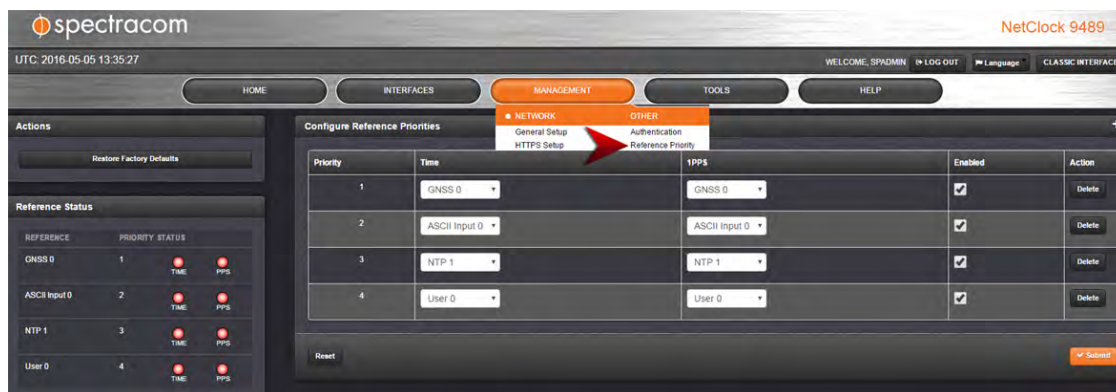 spectracom
NetClock 9489
UTC: 2016-05-05 13:35:27
WELCOME, SPADMIN
LOG OUT
Language
CLASSIC INTERFACE
HOME
INTERFACES
MANAGEMENT
TOOLS
HELP
NETWORK
OTHER
General Setup
Authentication
HTTPS Setup
Reference Priority
Actions
Restore Factory Defaults
Reference Status
REFERENCE PRIORITY STATUS
GNSS 0 1
TIME PPS
ASCII Input 0 2
TIME PPS
NTP 1 3
TIME PPS
User 0 4
TIME PPS
Configure Reference Priorities
Priority Time 1PPS Enabled Action
1 GNSS 0 GNSS 0 Delete
2 ASCII Input 0 ASCII Input 0 Delete
3 NTP 1 NTP 1 Delete
4 User 0 User 0 Delete
Reset
Submit